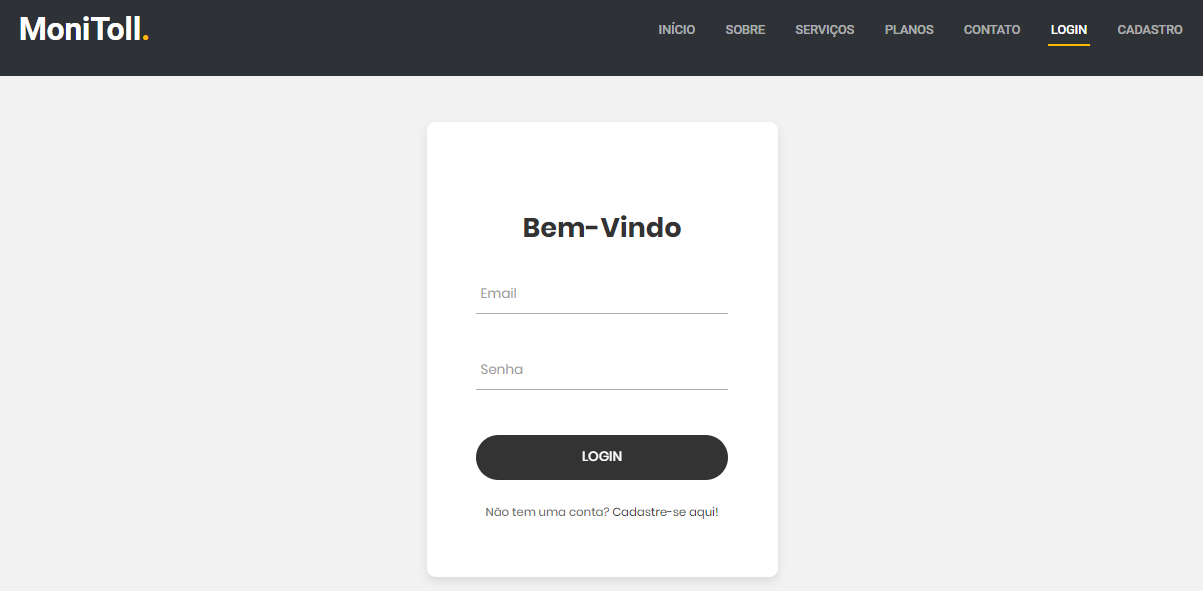 MoniToll.
INÍCIO SOBRE SERVIÇOS PLANOS CONTATO LOGIN CADASTRO
Bem-Vindo
Email
Senha
LOGIN
Não tem uma conta? Cadastre-se aqui!